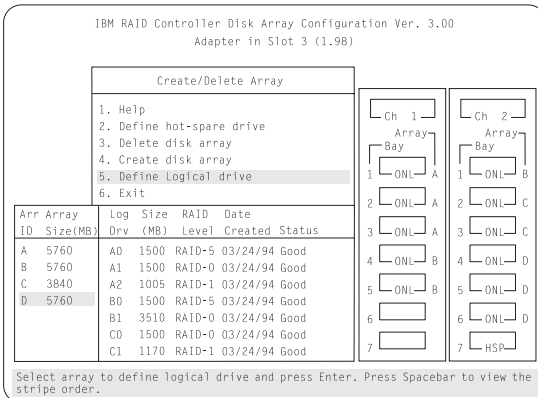 IBM RAID Controller Disk Array Configuration Ver. 3.00
Adapter in Slot 3 (1.98)
Create/Delete Array
1. Help
2. Define hot-spare drive
3. Delete disk array
4. Create disk array
5. Define Logical drive
6. Exit
Arr Array Log Size RAID Date
ID Size(MB) Drv (MB) Level Created Status
A 5760 A0 1500 RAID-5 03/24/94 Good
B 5760 A1 1500 RAID-0 03/24/94 Good
C 3840 A2 1005 RAID-1 03/24/94 Good
D 5760 B0 1500 RAID-5 03/24/94 Good
B1 3510 RAID-0 03/24/94 Good
C0 1500 RAID-0 03/24/94 Good
C1 1170 RAID-1 03/24/94 Good
Ch 1
Array
Bay
1 ONL A
2 ONL A
3 ONL A
4 ONL B
5 ONL B
6
7
Ch 2
Array
Bay
1 ONL B
2 ONL C
3 ONL C
4 ONL D
5 ONL D
6 ONL D
7 HSP
Select array to define logical drive and press Enter. Press Spacebar to view the
stripe order.